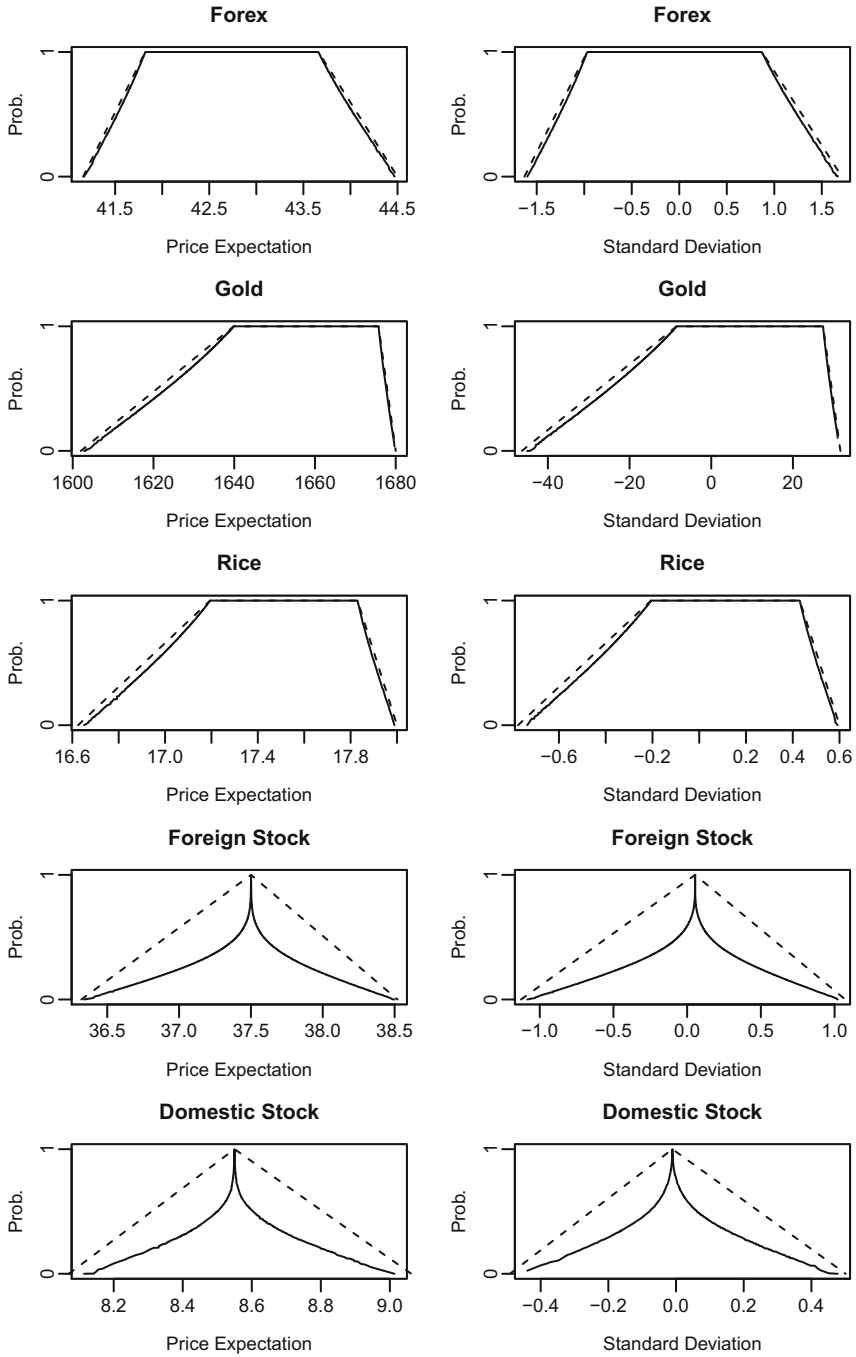 Forex
Prob.
0 1
41.5 42.5 43.5 44.5
Price Expectation
Forex
Prob.
0 1
−1.5 −0.5 0.0 0.5 1.0 1.5
Standard Deviation
Gold
Prob.
0 1
1600 1620 1640 1660 1680
Price Expectation
Gold
Prob.
0 1
−40 −20 0 20
Standard Deviation
Rice
Prob.
0 1
16.6 17.0 17.4 17.8
Price Expectation
Rice
Prob.
0 1
−0.6 −0.2 0.2 0.4 0.6
Standard Deviation
Foreign Stock
Prob.
0 1
36.5 37.0 37.5 38.0 38.5
Price Expectation
Foreign Stock
Prob.
0 1
−1.0 −0.5 0.0 0.5 1.0
Standard Deviation
Domestic Stock
Prob.
0 1
8.2 8.4 8.6 8.8 9.0
Price Expectation
Domestic Stock
Prob.
0 1
−0.4 −0.2 0.0 0.2 0.4
Standard Deviation